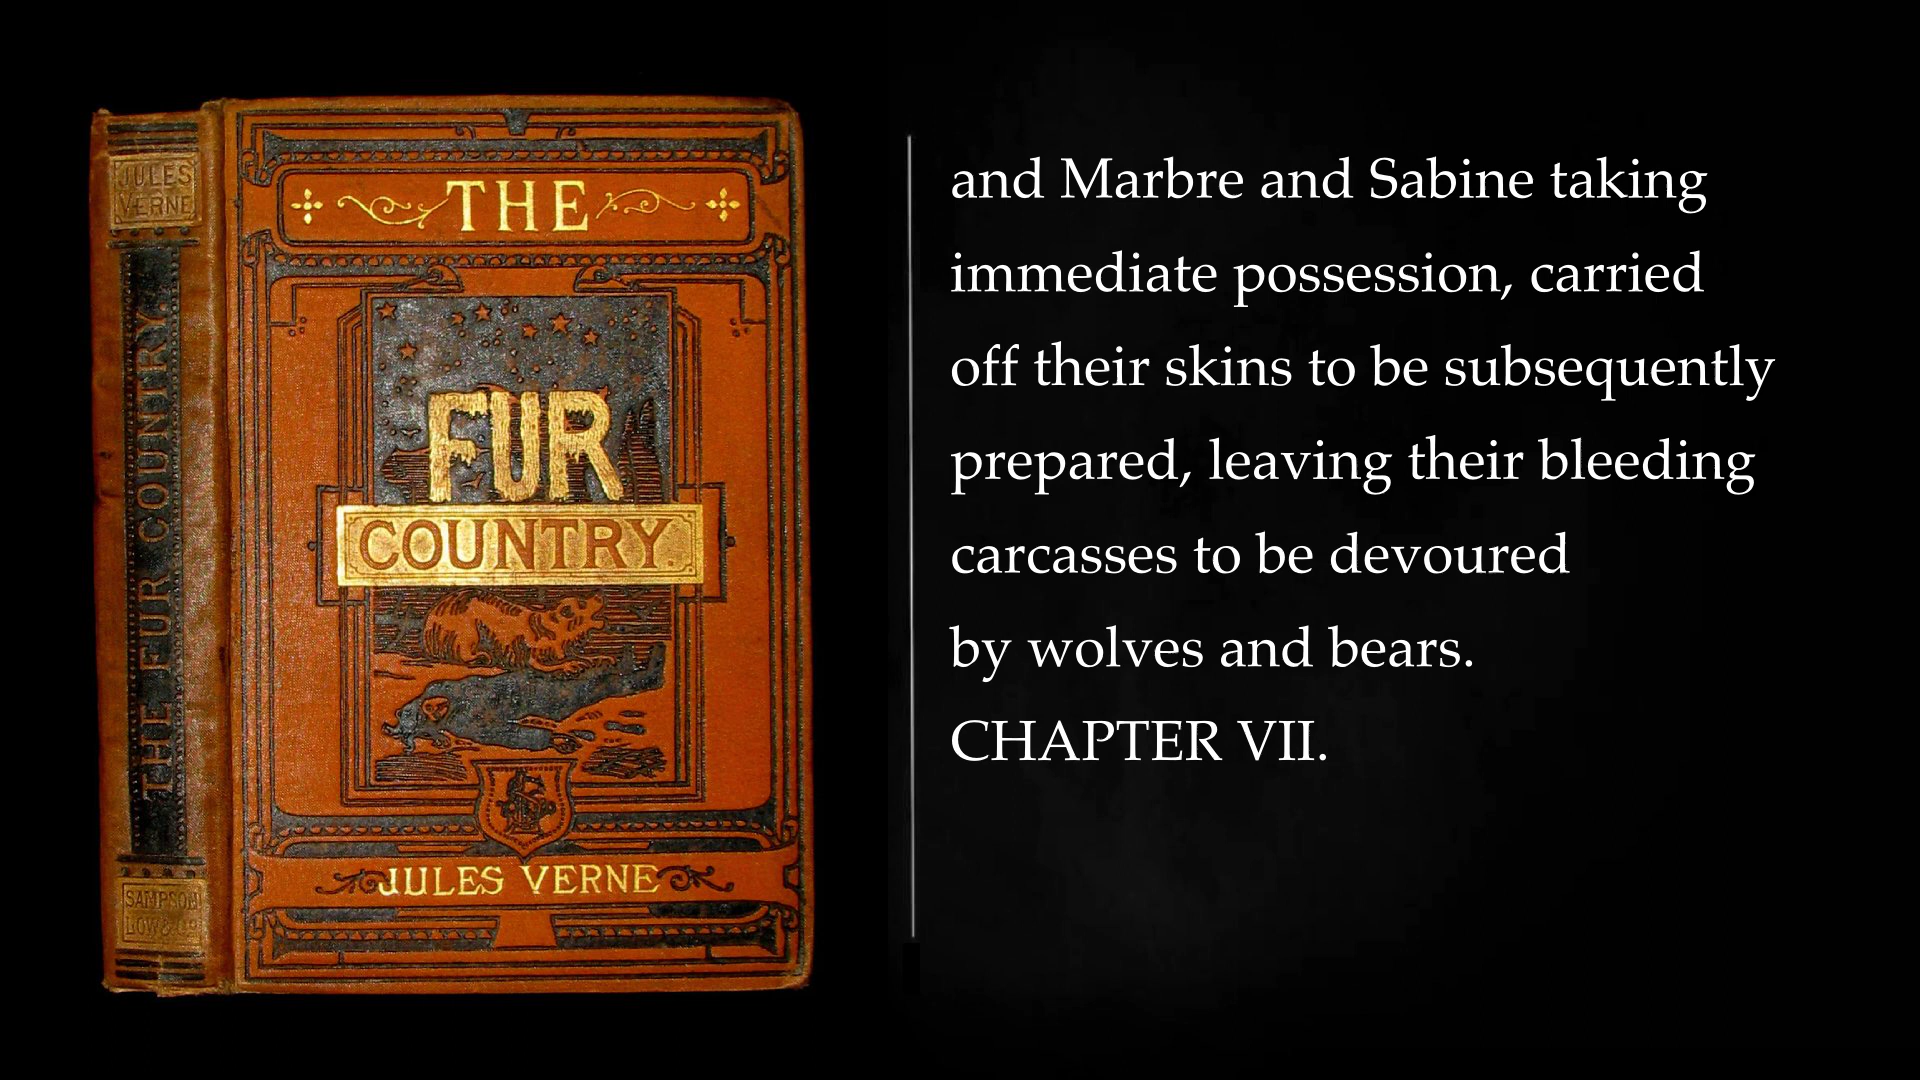 JULES
VERNE
THE FUR COUNTRY.
SAMPSON
LOW & Co
THE
FUR
COUNTRY.
JULES VERNE
and Marbre and Sabine taking
immediate possession, carried
off their skins to be subsequently
prepared, leaving their bleeding
carcasses to be devoured
by wolves and bears.
CHAPTER VII.